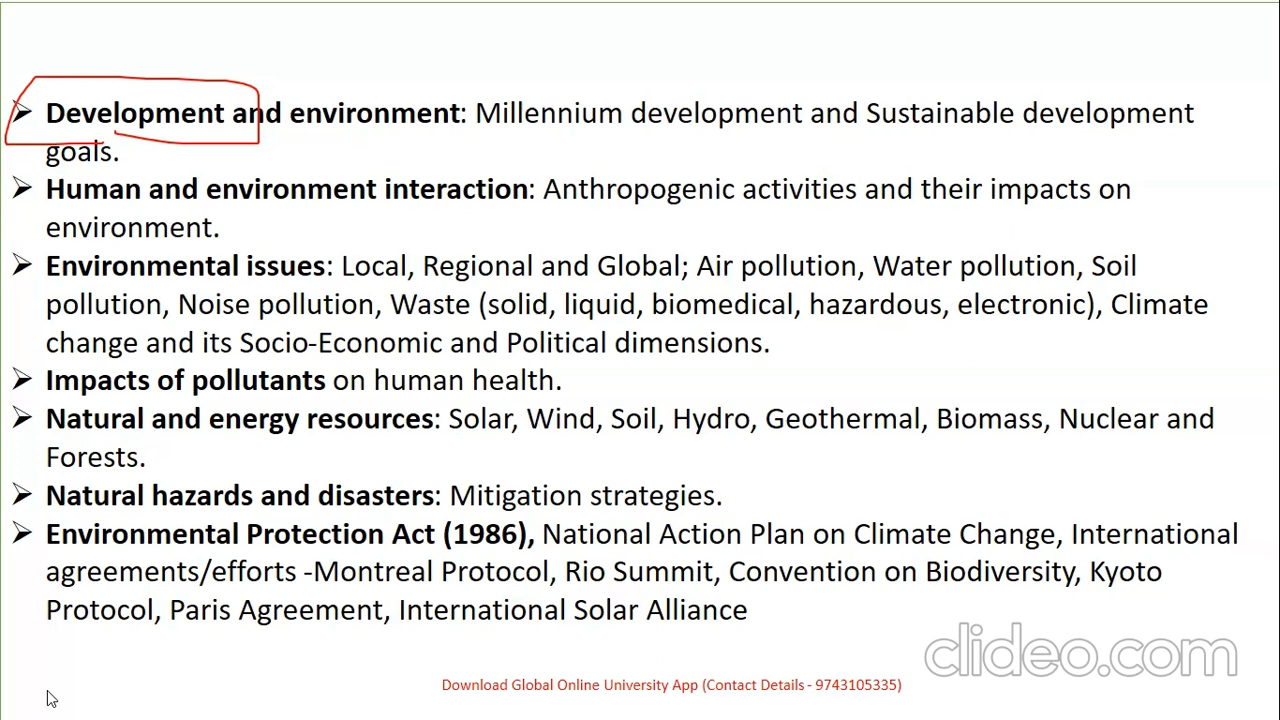 ➢ Development and environment: Millennium development and Sustainable development
goals.
➢ Human and environment interaction: Anthropogenic activities and their impacts on
environment.
➢ Environmental issues: Local, Regional and Global; Air pollution, Water pollution, Soil
pollution, Noise pollution, Waste (solid, liquid, biomedical, hazardous, electronic), Climate
change and its Socio-Economic and Political dimensions.
➢ Impacts of pollutants on human health.
➢ Natural and energy resources: Solar, Wind, Soil, Hydro, Geothermal, Biomass, Nuclear and
Forests.
➢ Natural hazards and disasters: Mitigation strategies.
➢ Environmental Protection Act (1986), National Action Plan on Climate Change, International
agreements/efforts -Montreal Protocol, Rio Summit, Convention on Biodiversity, Kyoto
Protocol, Paris Agreement, International Solar Alliance
clideo.com
Download Global Online University App (Contact Details - 9743105335)